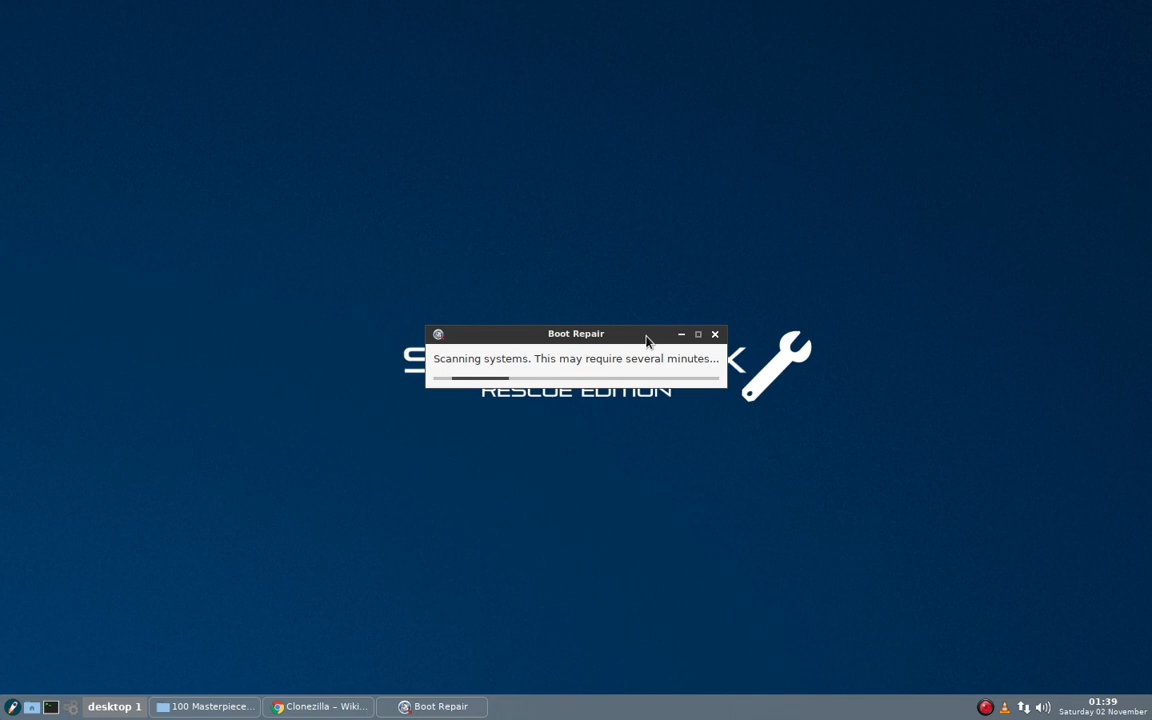 Boot Repair
Scanning systems. This may require several minutes...
RESCUE EDITION
desktop 1
100 Masterpiece...
Clonezilla – Wiki...
Boot Repair
01:39
Saturday 02 November